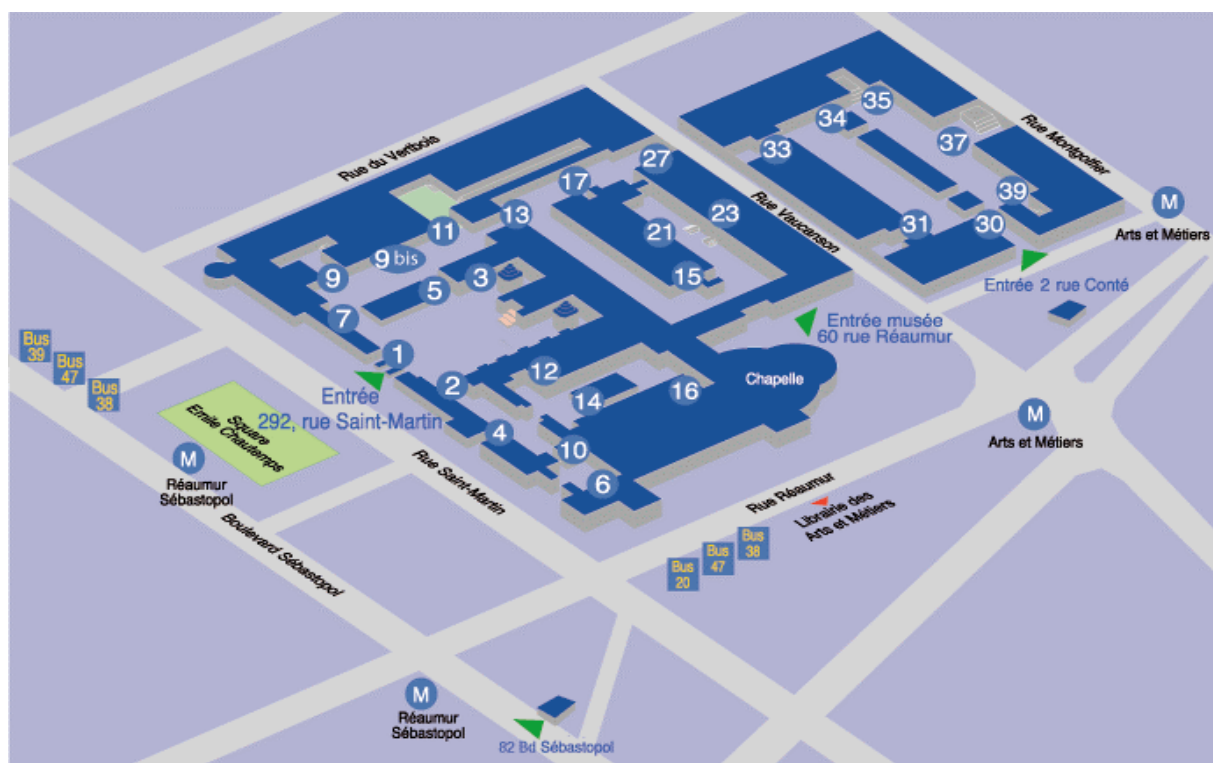 35
34
37
Rue Montgolfier
33
27
Rue du Vertbois
17
39
M
Arts et Métiers
13
23
Rue Vaucanson
31
30
11
21
9 bis
9
3
15
5
Entrée 2 rue Conté
7
Entrée musée
60 rue Réaumur
Bus
39
Bus
47
Bus
38
1
12
16
Chapelle
2
Entrée
292, rue Saint-Martin
14
4
10
6
Square
Emile Chautemps
M
Arts et Métiers
M
Réaumur
Sébastopol
Rue Saint-Martin
Rue Réaumur
Librairie des
Arts et Métiers
Boulevard Sébastopol
Bus
20
Bus
47
Bus
38
M
Réaumur
Sébastopol
82 Bd Sébastopol